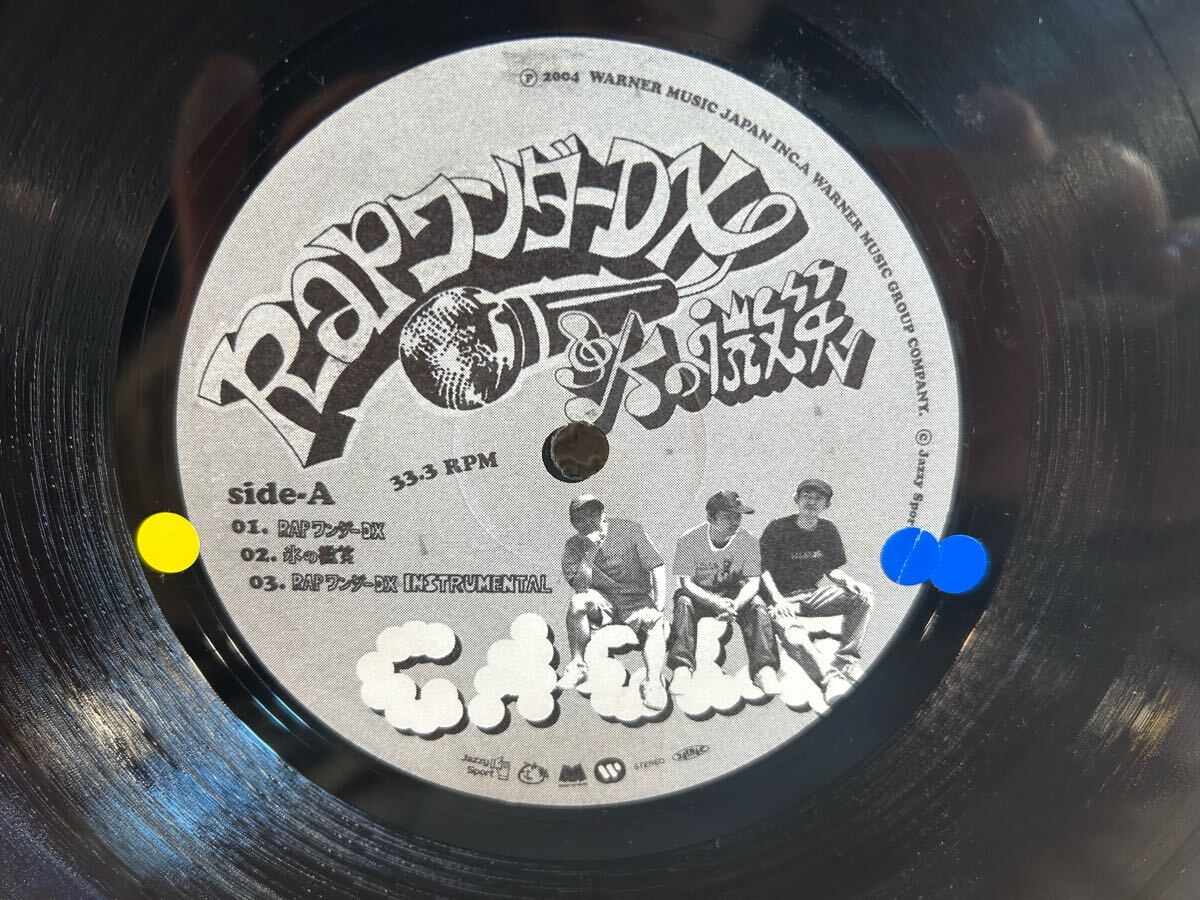 ℗ 2004 WARNER MUSIC JAPAN INC. A WARNER MUSIC GROUP COMPANY. © Jazzy Spor
RAPワンダーDX
氷の微笑
33.3 RPM
side-A
01. RAPワンダーDX
02. 氷の微笑
03. RAPワンダーDX INSTRUMENTAL
Jazzy Sport
STEREO